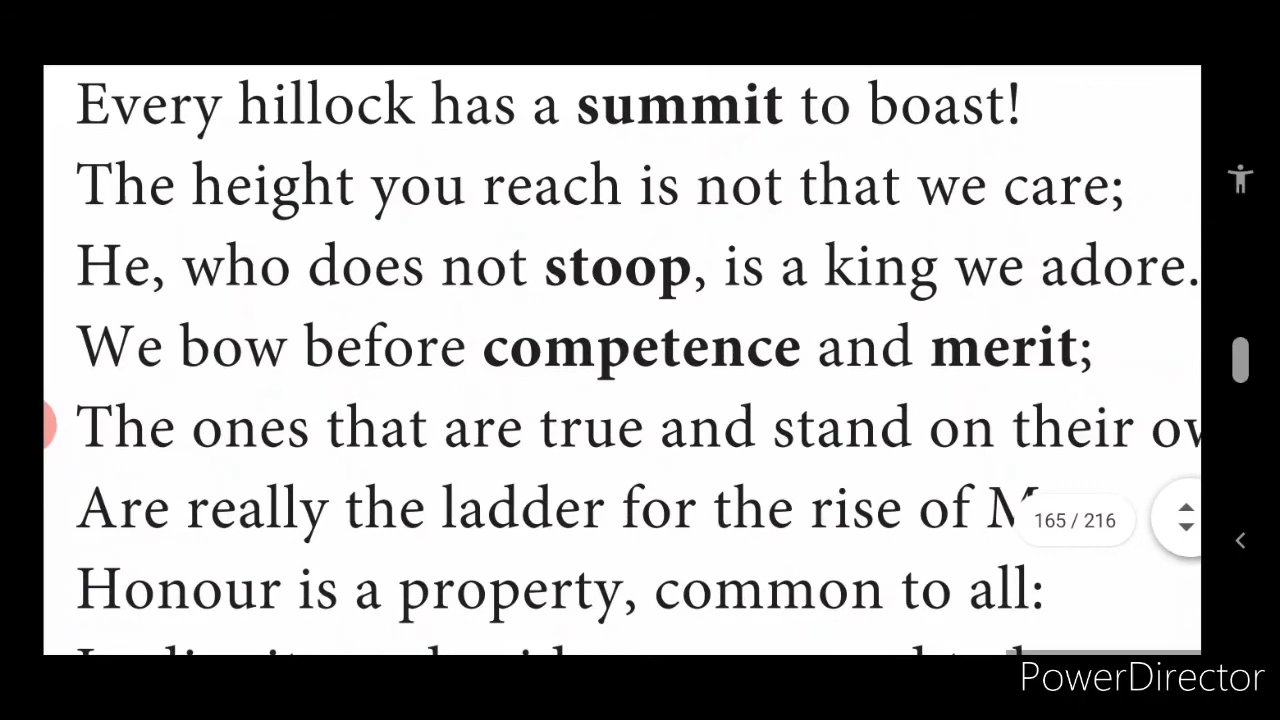 Every hillock has a summit to boast!
The height you reach is not that we care;
He, who does not stoop, is a king we adore.
We bow before competence and merit;
The ones that are true and stand on their
Are really the ladder for the rise of
165 / 216
Honour is a property, common to all:
PowerDirector